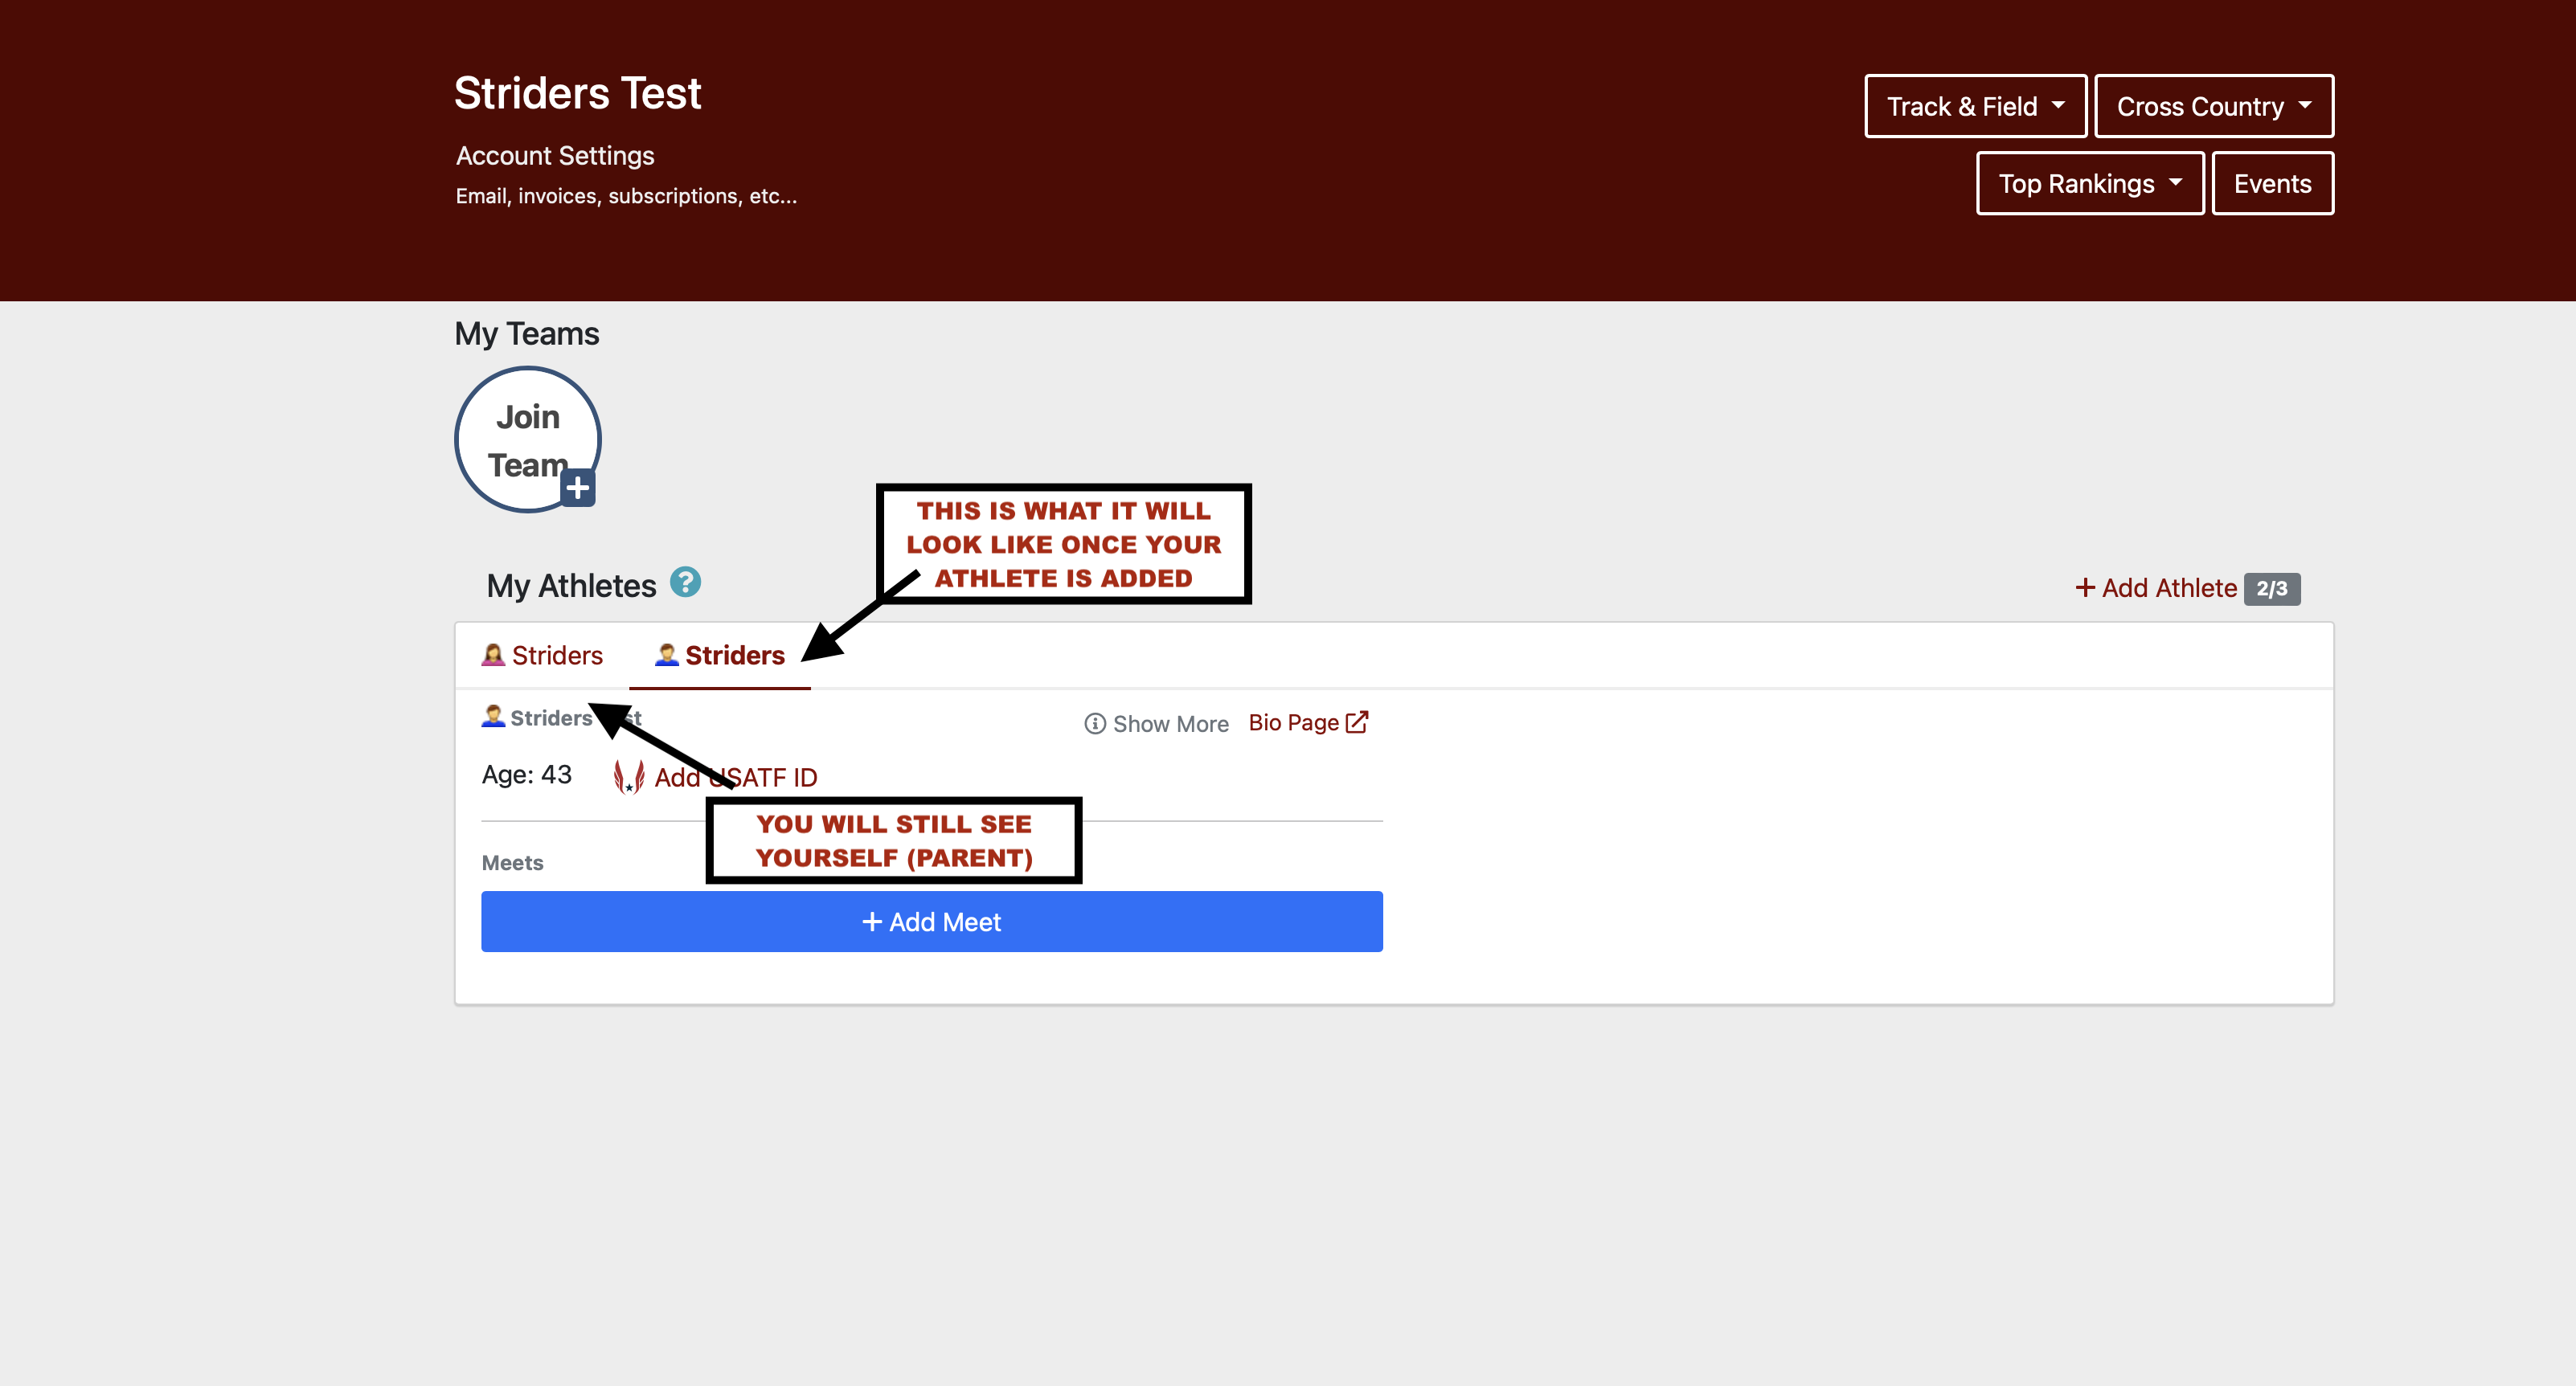 Striders Test
Account Settings
Email, invoices, subscriptions, etc...
Track & Field
Cross Country
Top Rankings
Events
My Teams
Join
Team
THIS IS WHAT IT WILL
LOOK LIKE ONCE YOUR
ATHLETE IS ADDED
My Athletes ?
+ Add Athlete 2/3
Striders
Striders
Striders
Show More
Bio Page
Age: 43
Add USATF ID
YOU WILL STILL SEE
YOURSELF (PARENT)
Meets
+ Add Meet